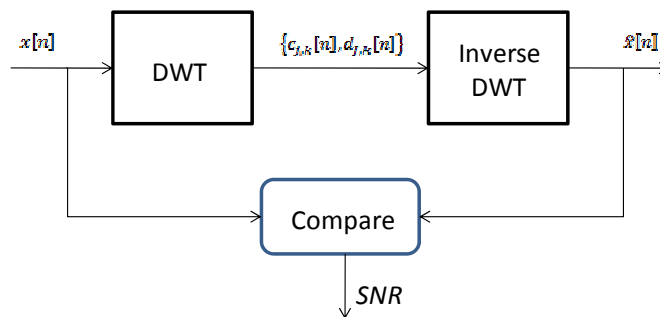 x[n]
DWT
{c_{J,k}[n], d_{J,k}[n]}
Inverse
DWT
x̂[n]
Compare
SNR